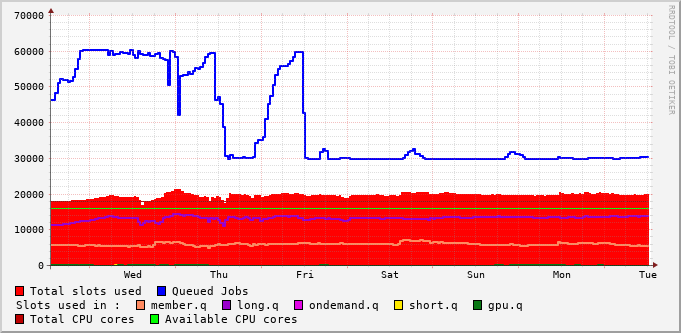 RRDTOOL / TOBI OETIKER
70000
60000
50000
40000
30000
20000
10000
0
Wed Thu Fri Sat Sun Mon Tue
Total slots used Queued Jobs
Slots used in : member.q long.q ondemand.q short.q gpu.q
Total CPU cores Available CPU cores